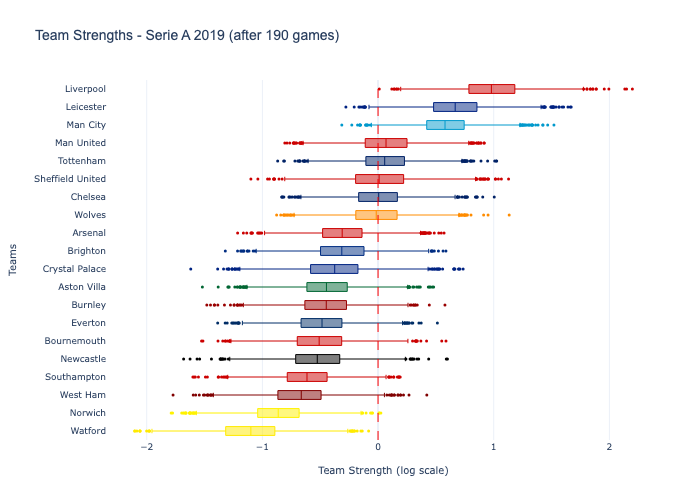 Team Strengths - Serie A 2019 (after 190 games)
Liverpool
Leicester
Man City
Man United
Tottenham
Sheffield United
Chelsea
Wolves
Arsenal
Brighton
Crystal Palace
Aston Villa
Burnley
Everton
Bournemouth
Newcastle
Southampton
West Ham
Norwich
Watford
Teams
−2 −1 0 1 2
Team Strength (log scale)